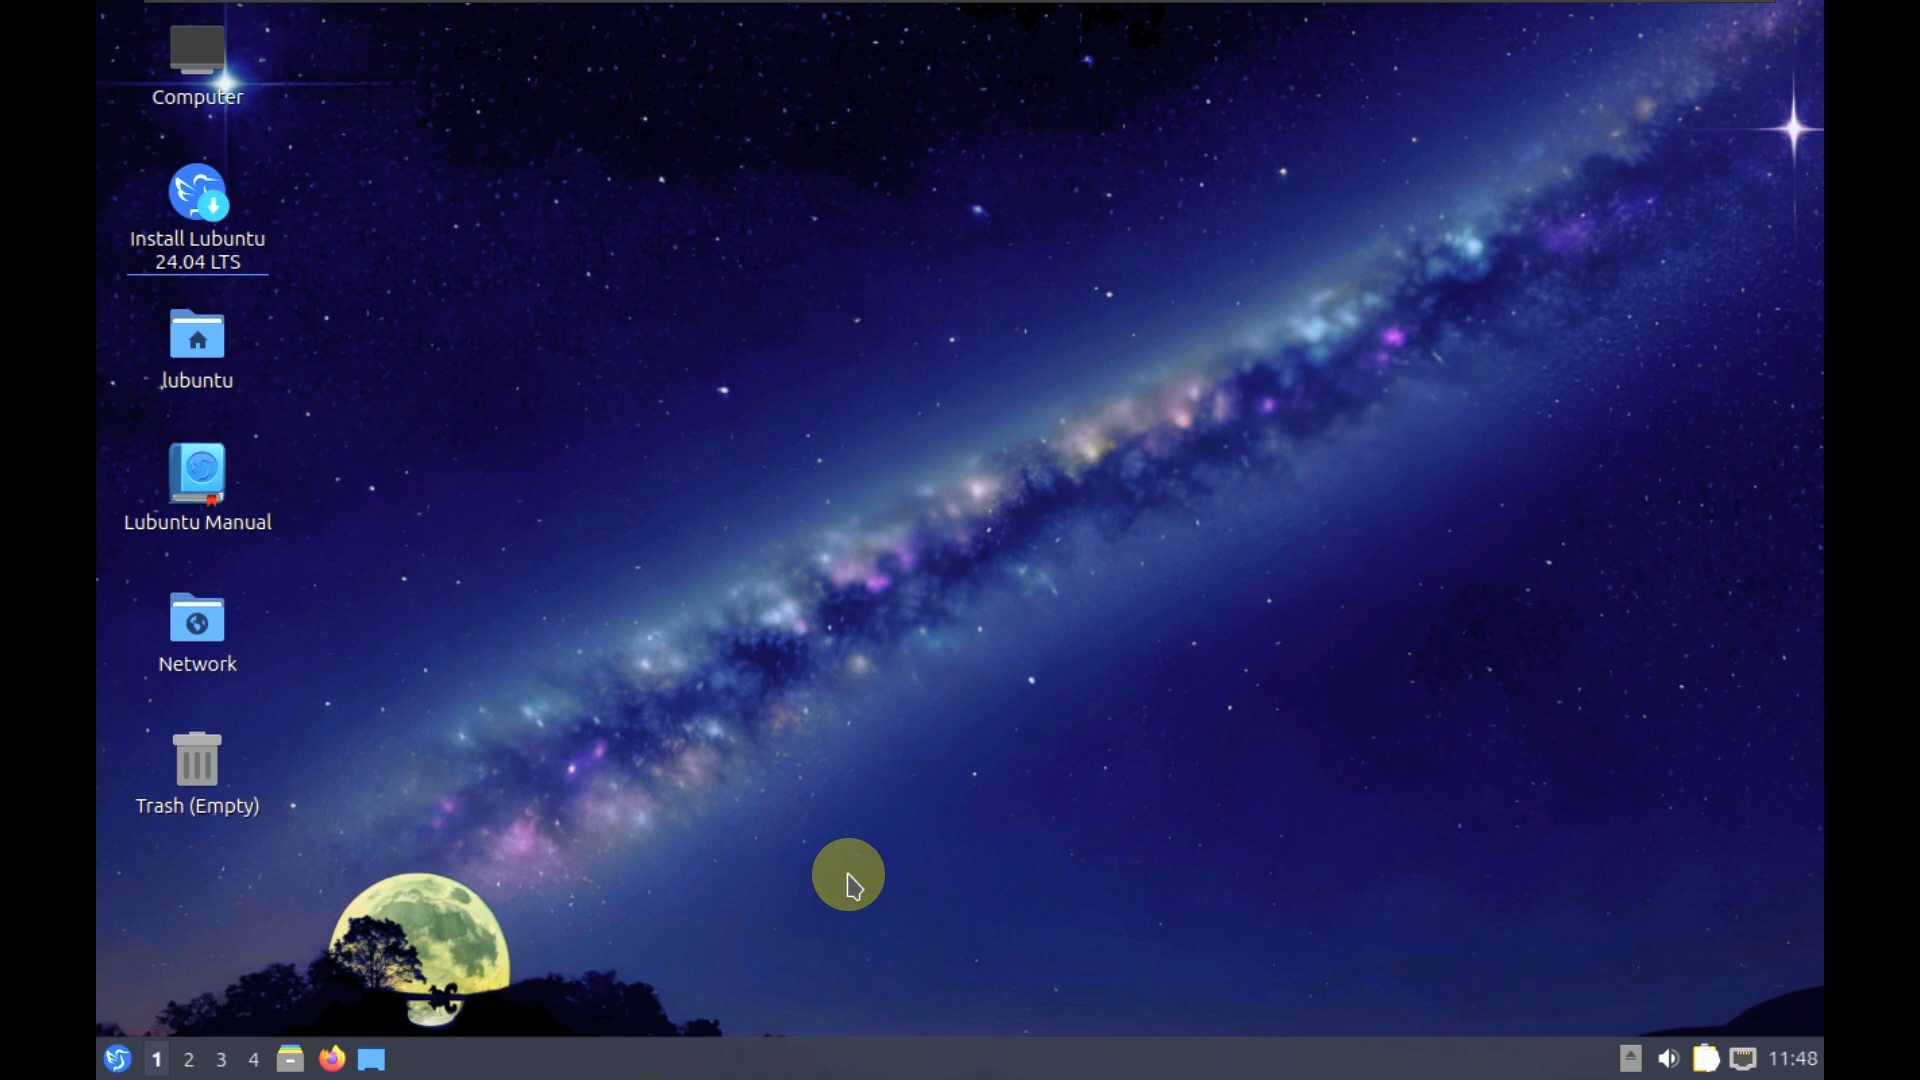 Computer
Install Lubuntu
24.04 LTS
lubuntu
Lubuntu Manual
Network
Trash (Empty)
1 2 3 4
11:48